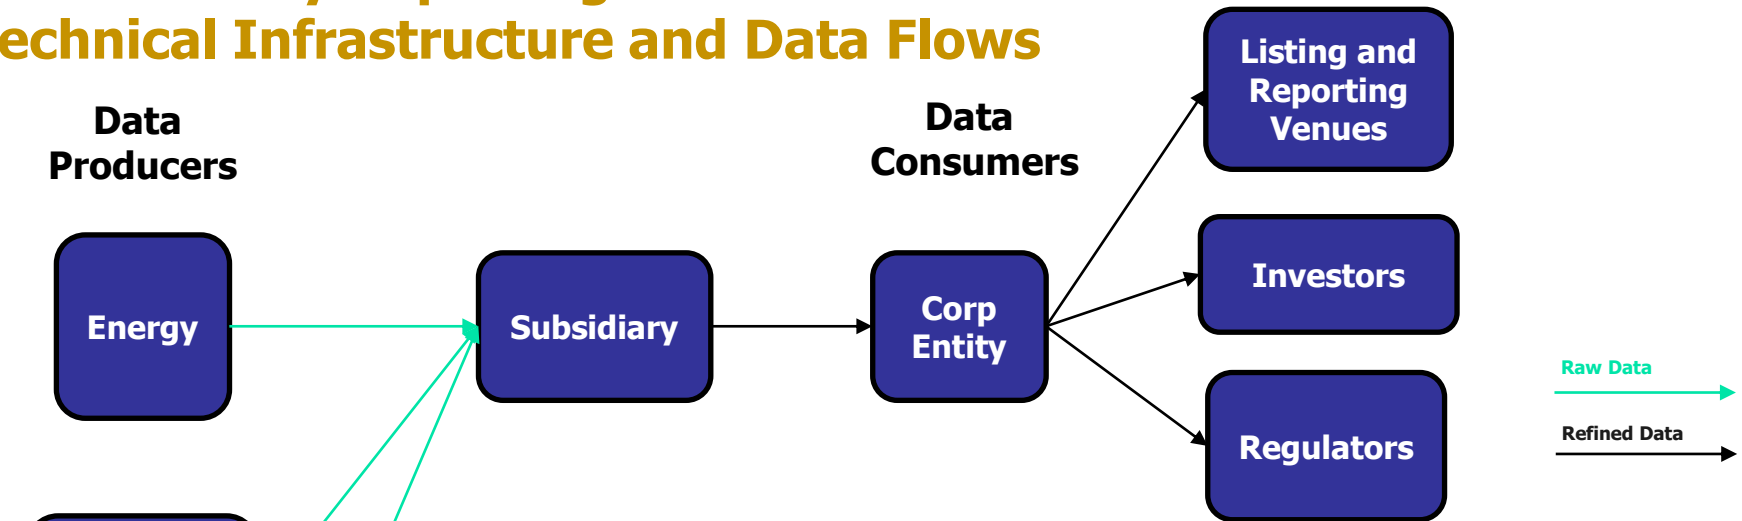 echnical Infrastructure and Data Flows
Data
Producers
Data
Consumers
Listing and
Reporting
Venues
Energy
Subsidiary
Corp
Entity
Investors
Regulators
Raw Data
Refined Data